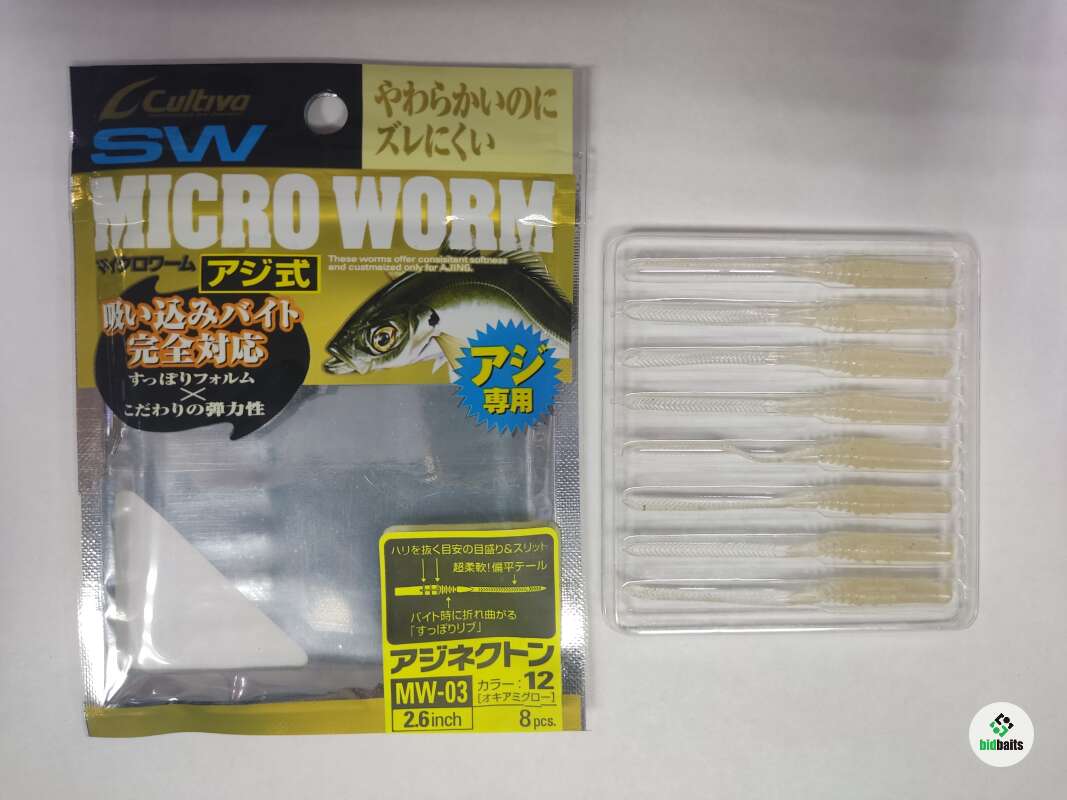 Cultiva
SW
やわらかいのに
ズレにくい
MICRO WORM
マイクロワーム
アジ式
These worms offer consisitent softness
and custmaized only for AJING.
吸い込みバイト
完全対応
すっぽりフォルム
×
こだわりの弾力性
アジ
専用
ハリを抜く目安の目盛り&スリット
超柔軟!偏平テール
バイト時に折れ曲がる
「すっぽりリブ」
アジネクトン
MW-03
カラー:12
[オキアミグロー]
2.6inch
8pcs.
bidbaits